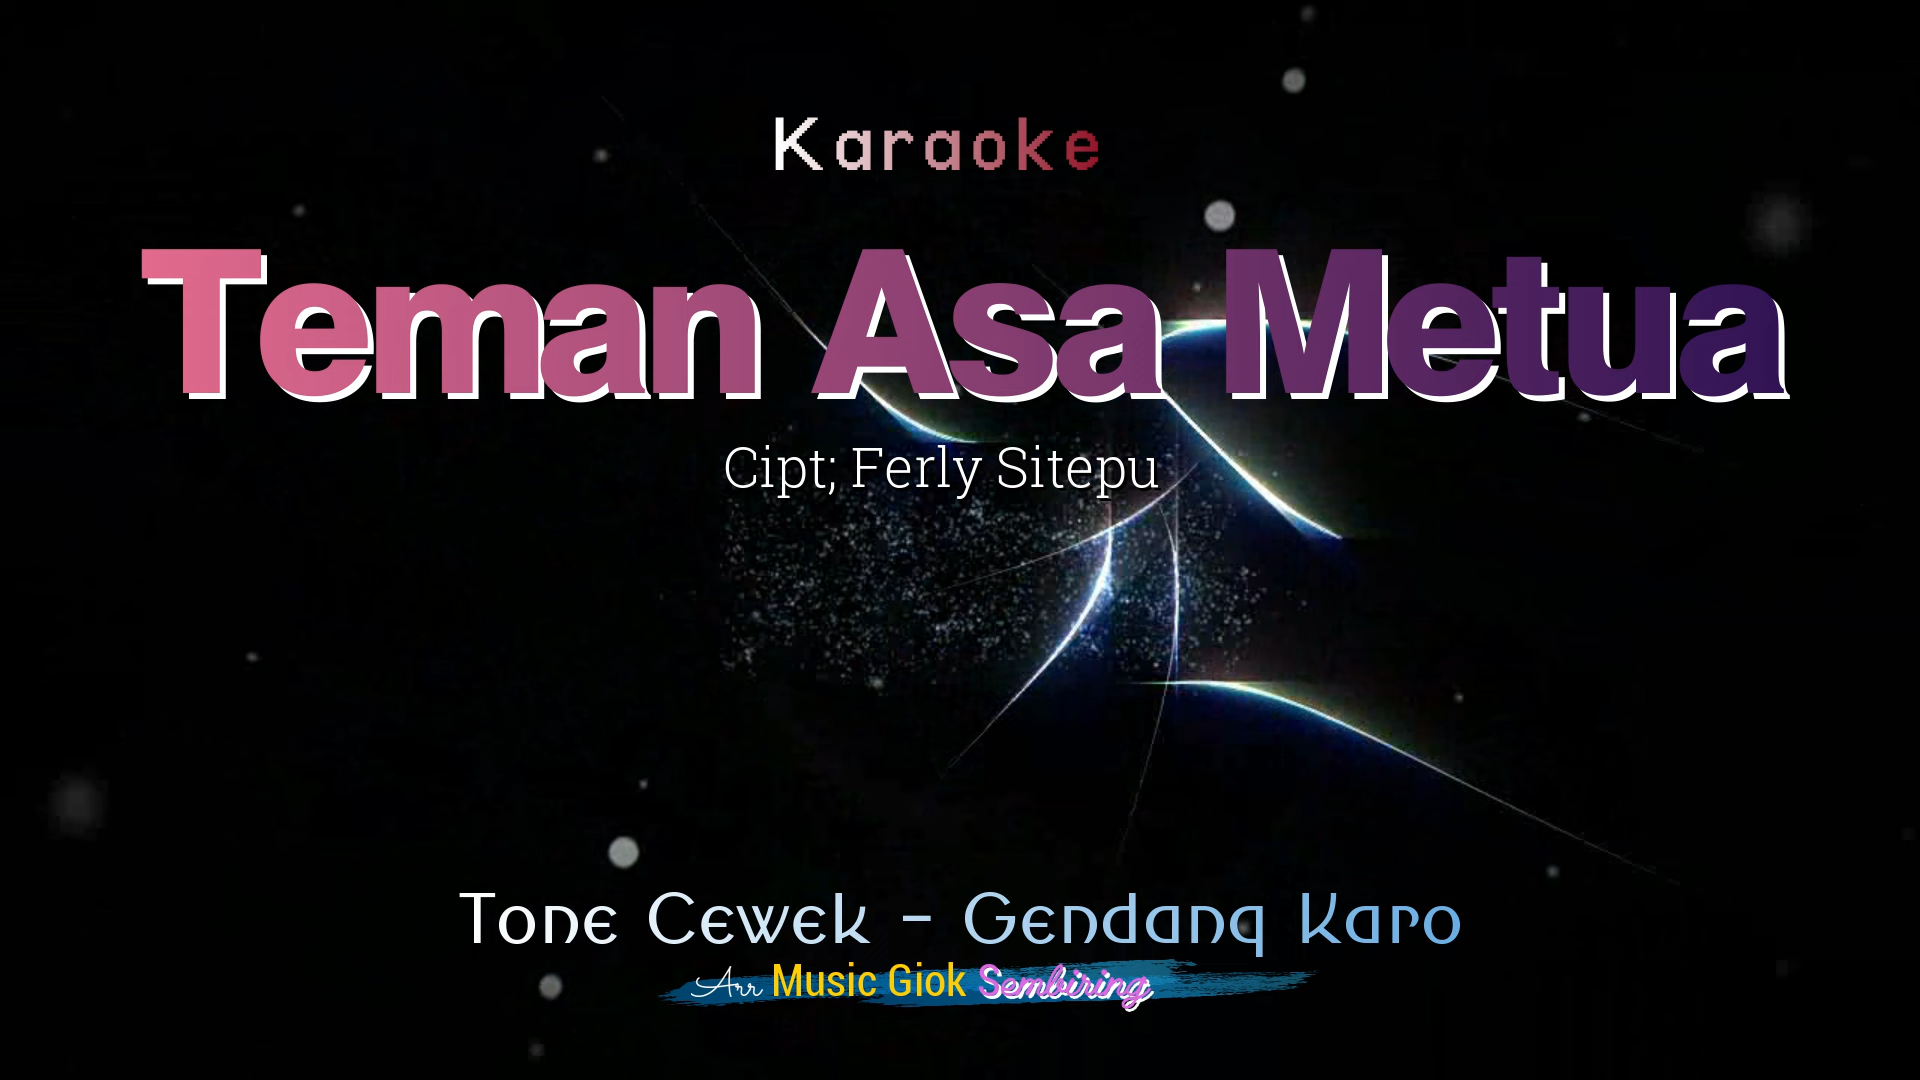 Karaoke
Teman Asa Metua
Cipt; Ferly Sitepu
Tone Cewek - Gendang Karo
Arr Music Giok Sembiring